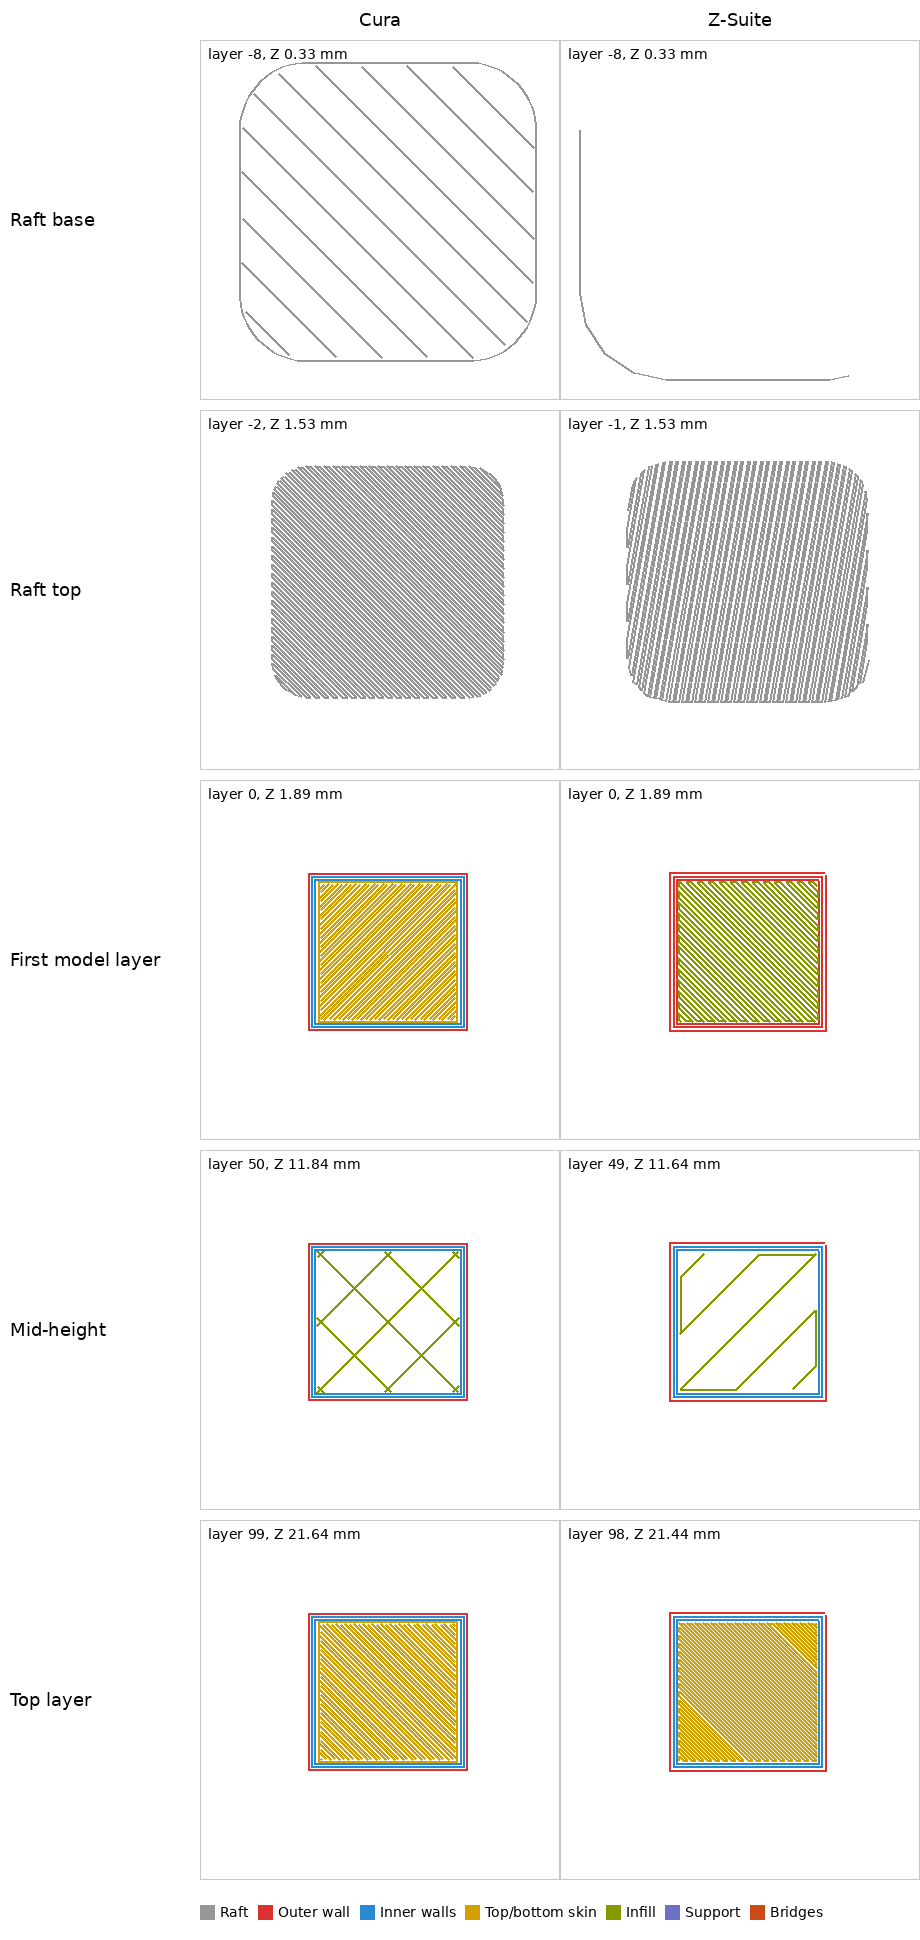 Cura Z-Suite
Raft base
layer -8, Z 0.33 mm layer -8, Z 0.33 mm
Raft top
layer -2, Z 1.53 mm layer -1, Z 1.53 mm
First model layer
layer 0, Z 1.89 mm layer 0, Z 1.89 mm
Mid-height
layer 50, Z 11.84 mm layer 49, Z 11.64 mm
Top layer
layer 99, Z 21.64 mm layer 98, Z 21.44 mm
Raft Outer wall Inner walls Top/bottom skin Infill Support Bridges